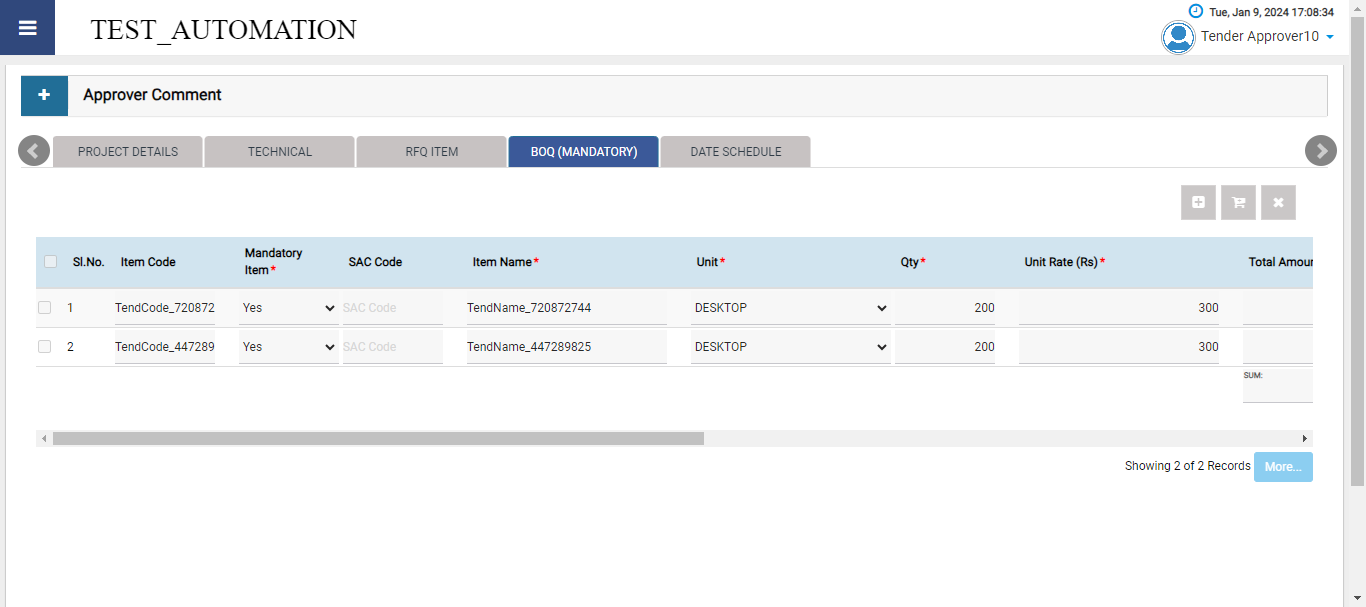 TEST_AUTOMATION
Tue, Jan 9, 2024 17:08:34
Tender Approver10
Approver Comment
PROJECT DETAILS TECHNICAL RFQ ITEM BOQ (MANDATORY) DATE SCHEDULE
Sl.No. Item Code Mandatory Item* SAC Code Item Name* Unit* Qty* Unit Rate (Rs)* Total Amour
1 TendCode_720872 Yes SAC Code TendName_720872744 DESKTOP 200 300
2 TendCode_447289 Yes SAC Code TendName_447289825 DESKTOP 200 300
SUM:
Showing 2 of 2 Records More...